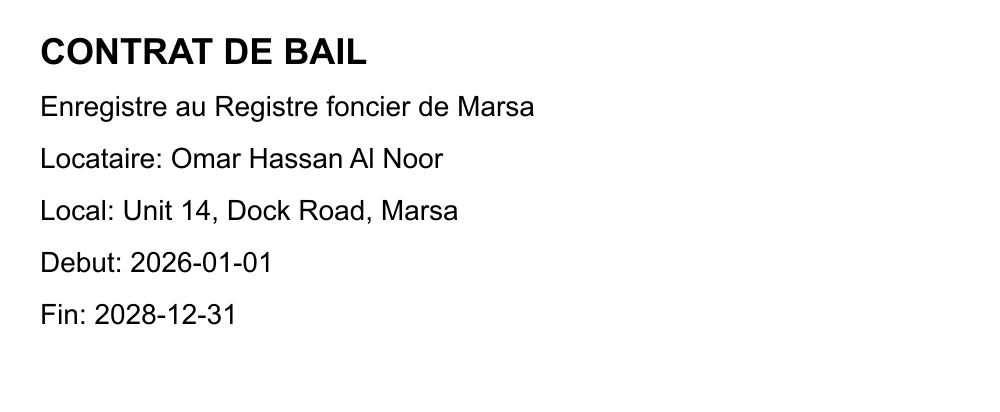 CONTRAT DE BAIL
Enregistre au Registre foncier de Marsa
Locataire: Omar Hassan Al Noor
Local: Unit 14, Dock Road, Marsa
Debut: 2026-01-01
Fin: 2028-12-31